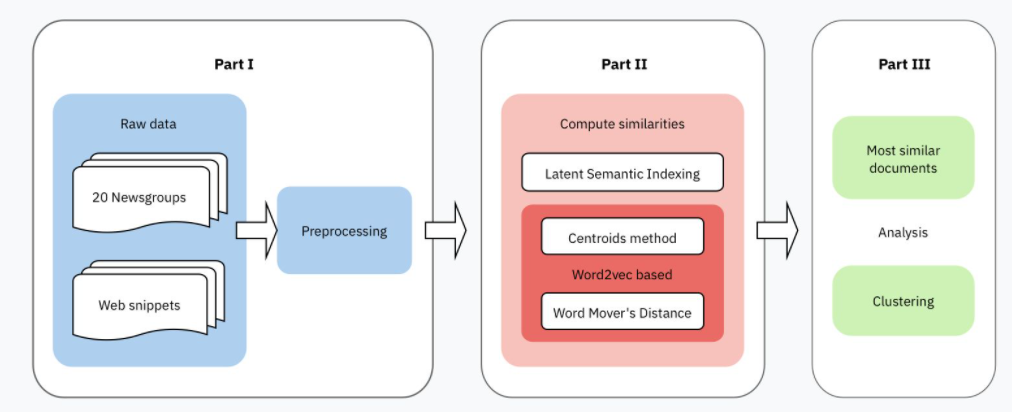 Part I
Raw data
20 Newsgroups
Web snippets
Preprocessing
Part II
Compute similarities
Latent Semantic Indexing
Centroids method
Word2vec based
Word Mover's Distance
Part III
Most similar
documents
Analysis
Clustering